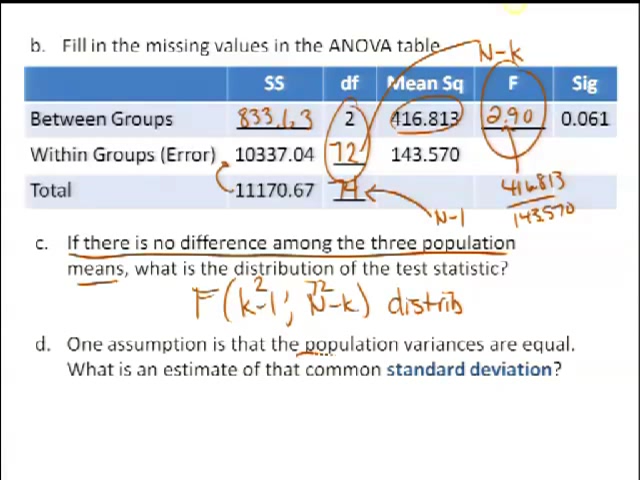 b. Fill in the missing values in the ANOVA table.
N-k
SS df Mean Sq F Sig
Between Groups 833.63 2 416.813 2.90 0.061
Within Groups (Error) 10337.04 72 143.570
Total 11170.67 74
416.813
143.570
N-1
c. If there is no difference among the three population
means, what is the distribution of the test statistic?
2 72
F(k-1, N-k) distrib
d. One assumption is that the population variances are equal.
What is an estimate of that common standard deviation?